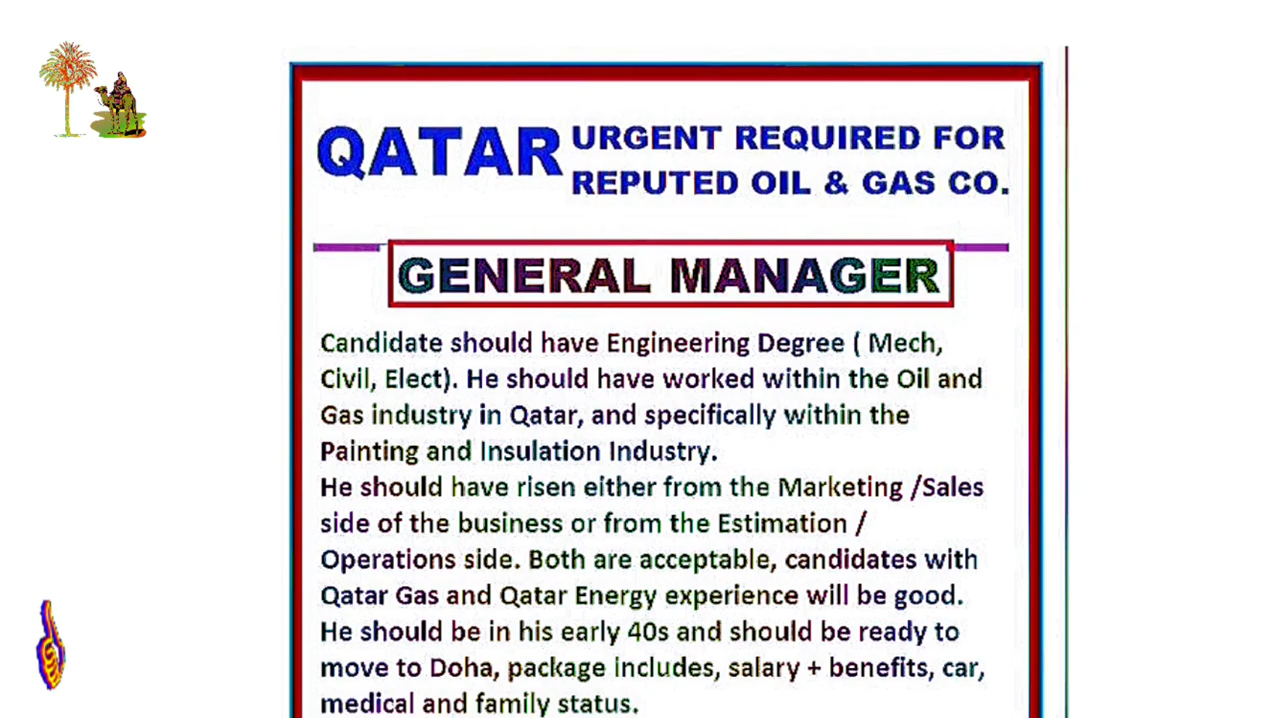 QATAR URGENT REQUIRED FOR
REPUTED OIL & GAS CO.
GENERAL MANAGER
Candidate should have Engineering Degree ( Mech,
Civil, Elect). He should have worked within the Oil and
Gas industry in Qatar, and specifically within the
Painting and Insulation Industry.
He should have risen either from the Marketing /Sales
side of the business or from the Estimation /
Operations side. Both are acceptable, candidates with
Qatar Gas and Qatar Energy experience will be good.
He should be in his early 40s and should be ready to
move to Doha, package includes, salary + benefits, car,
medical and family status.